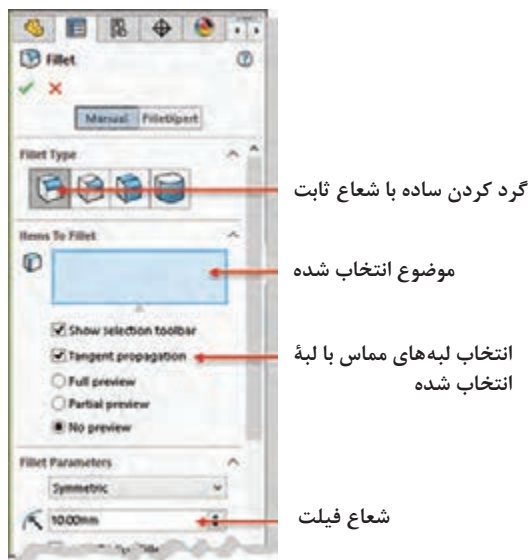 Fillet
Manual FilletXpert
Fillet Type
گرد کردن ساده با شعاع ثابت
Items To Fillet
موضوع انتخاب شده
Show selection toolbar
Tangent propagation
انتخاب لبه‌های مماس با لبهٔ
انتخاب شده
Full preview
Partial preview
No preview
Fillet Parameters
Symmetric
10.00mm
شعاع فیلت